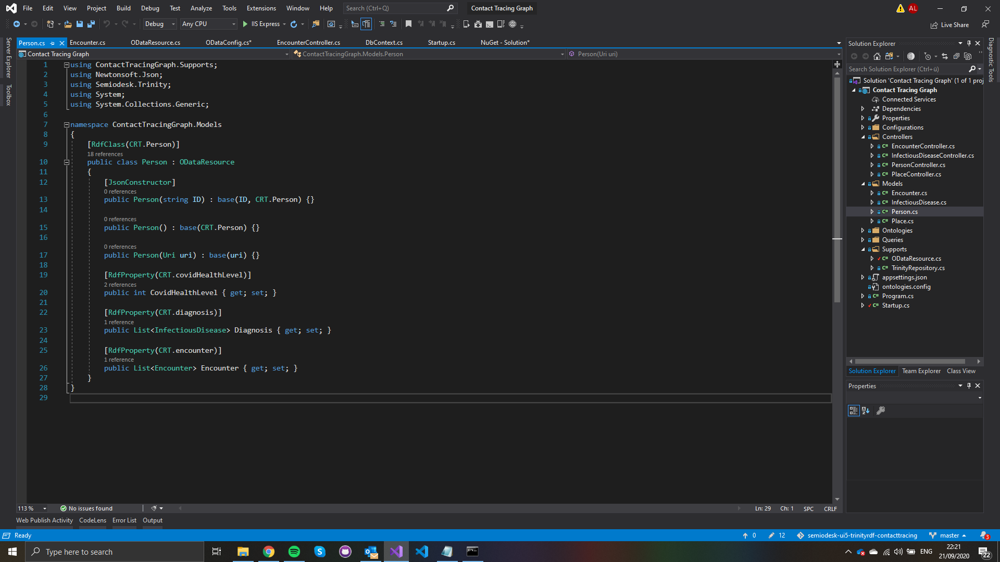 File Edit View Project Build Debug Test Analyze Tools Extensions Window Help Search (Ctrl+Q) Contact Tracing Graph AL
Debug Any CPU IIS Express Live Share
Server Explorer
Toolbox
Person.cs Encounter.cs ODataResource.cs ODataConfig.cs* EncounterController.cs DbContext.cs Startup.cs NuGet - Solution*
Contact Tracing Graph ContactTracingGraph.Models.Person Person(Uri uri)
1 using ContactTracingGraph.Supports;
2 using Newtonsoft.Json;
3 using Semiodesk.Trinity;
4 using System;
5 using System.Collections.Generic;
6
7 namespace ContactTracingGraph.Models
8 {
9 [RdfClass(CRT.Person)]
18 references
10 public class Person : ODataResource
11 {
12 [JsonConstructor]
0 references
13 public Person(string ID) : base(ID, CRT.Person) {}
14
0 references
15 public Person() : base(CRT.Person) {}
16
0 references
17 public Person(Uri uri) : base(uri) {}
18
19 [RdfProperty(CRT.covidHealthLevel)]
2 references
20 public int CovidHealthLevel { get; set; }
21
22 [RdfProperty(CRT.diagnosis)]
1 reference
23 public List<InfectiousDisease> Diagnosis { get; set; }
24
25 [RdfProperty(CRT.encounter)]
1 reference
26 public List<Encounter> Encounter { get; set; }
27 }
28 }
29
113 % No issues found Ln: 29 Ch: 1 SPC CRLF
Web Publish Activity CodeLens Error List Output
Solution Explorer
Search Solution Explorer (Ctrl+ü)
Solution 'Contact Tracing Graph' (1 of 1 proj
Contact Tracing Graph
Connected Services
Dependencies
Properties
Configurations
Controllers
C# EncounterController.cs
C# InfectiousDiseaseController.cs
C# PersonController.cs
C# PlaceController.cs
Models
C# Encounter.cs
C# InfectiousDisease.cs
C# Person.cs
C# Place.cs
Ontologies
Queries
Supports
C# ODataResource.cs
C# TrinityRepository.cs
appsettings.json
ontologies.config
C# Program.cs
C# Startup.cs
Solution Explorer Team Explorer Class View
Properties
Diagnostic Tools
Ready 0 12 semiodesk-ui5-trinityrdf-contacttracing master 3
Type here to search ENG 22:21 21/09/2020 22